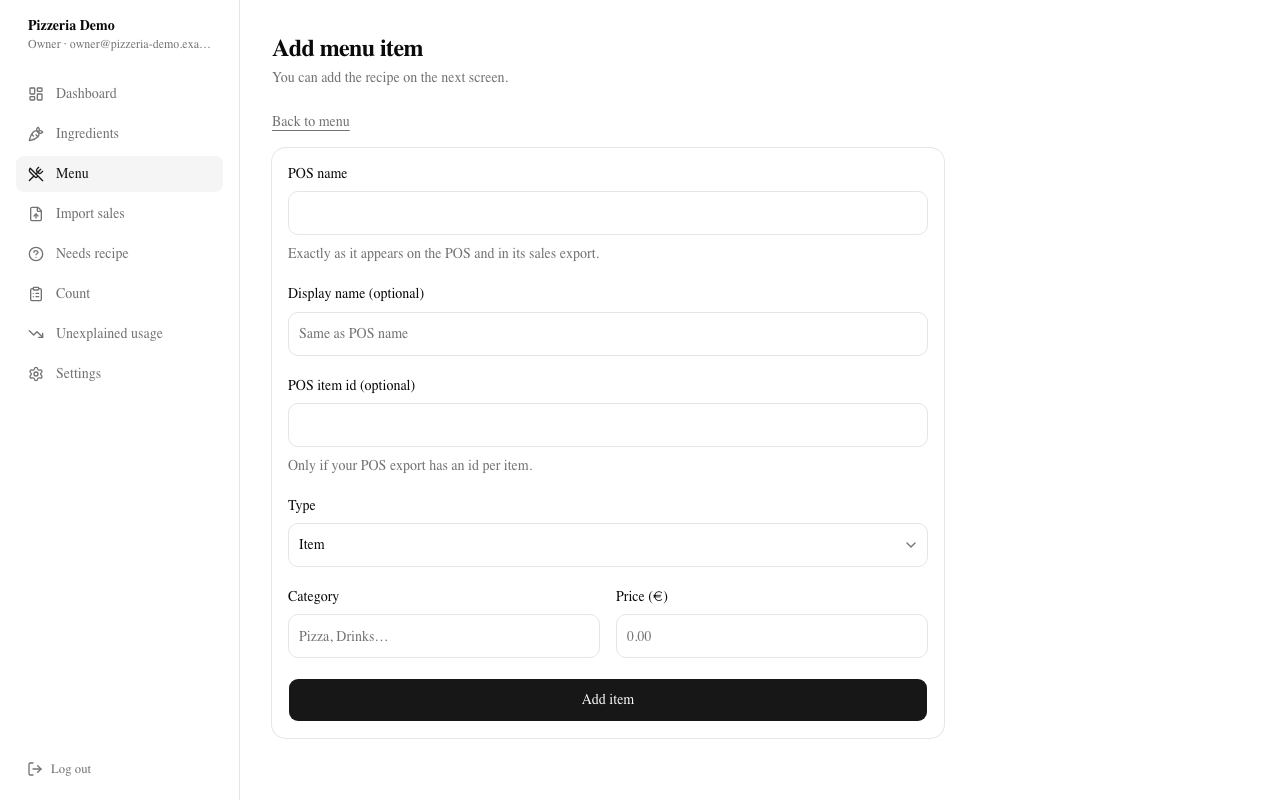 Pizzeria Demo
Owner · owner@pizzeria-demo.exa…
Dashboard
Ingredients
Menu
Import sales
Needs recipe
Count
Unexplained usage
Settings
Log out
Add menu item
You can add the recipe on the next screen.
Back to menu
POS name
Exactly as it appears on the POS and in its sales export.
Display name (optional)
Same as POS name
POS item id (optional)
Only if your POS export has an id per item.
Type
Item
Category
Price (€)
Pizza, Drinks…
0.00
Add item